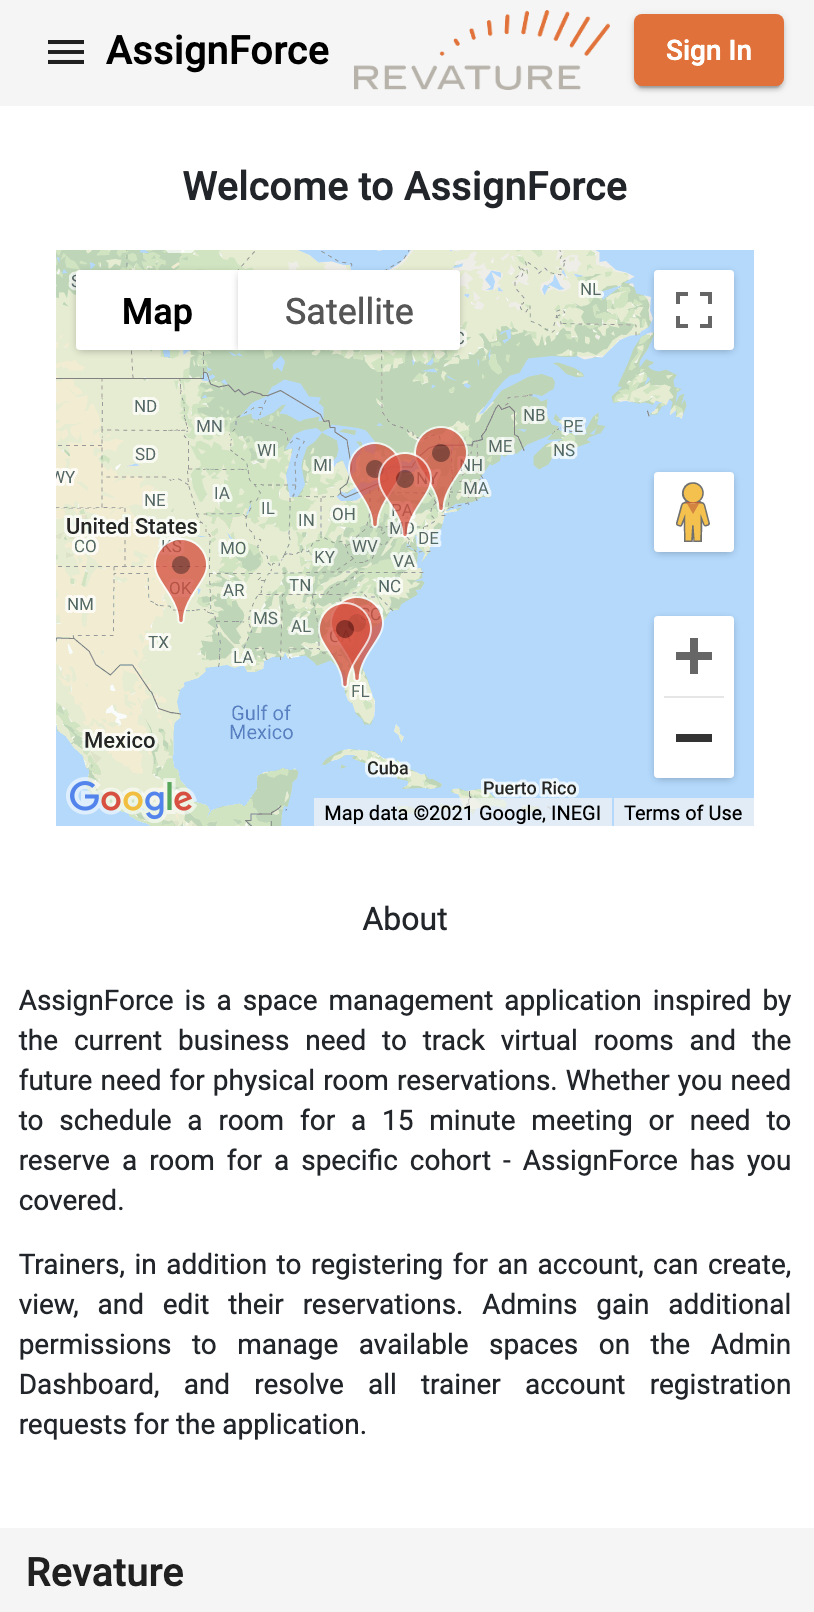 AssignForce
REVATURE
Sign In
Welcome to AssignForce
Map
Satellite
NL
ND
MN
NB
PE
SD
WI
MI
NH
ME
NS
WY
NY
MA
NE
IA
IL
IN
OH
PA
MD
DE
United States
CO
KS
MO
KY
WV
VA
OK
AR
TN
NC
NM
MS
AL
SC
GA
TX
LA
FL
Gulf of
Mexico
Mexico
Cuba
Puerto Rico
Google
Map data ©2021 Google, INEGI
Terms of Use
About
AssignForce is a space management application inspired by
the current business need to track virtual rooms and the
future need for physical room reservations. Whether you need
to schedule a room for a 15 minute meeting or need to
reserve a room for a specific cohort - AssignForce has you
covered.
Trainers, in addition to registering for an account, can create,
view, and edit their reservations. Admins gain additional
permissions to manage available spaces on the Admin
Dashboard, and resolve all trainer account registration
requests for the application.
Revature